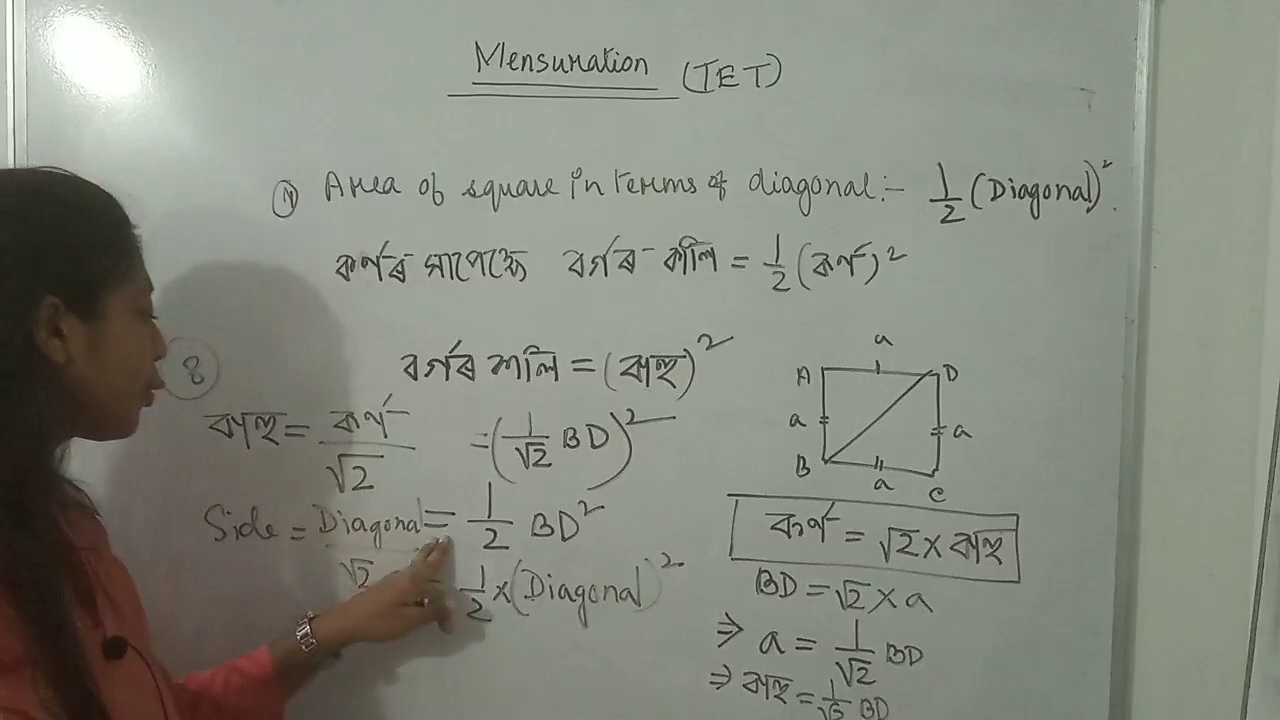 Mensuration (TET)
① Area of square in terms of diagonal :- 1/2 (Diagonal)²
কৰ্ণৰ সাপেক্ষে বৰ্গৰ কালি = 1/2 (কৰ্ণ)²
8
বৰ্গৰ কালি = (বাহু)²
বাহু = কৰ্ণ/√2
= (1/√2 BD)²
Side = Diagonal/√2
= 1/2 BD²
= 1/2 × (Diagonal)²
a
A D
a a
B a C
কৰ্ণ = √2 × বাহু
BD = √2 × a
⇒ a = 1/√2 BD
⇒ বাহু = 1/√2 BD